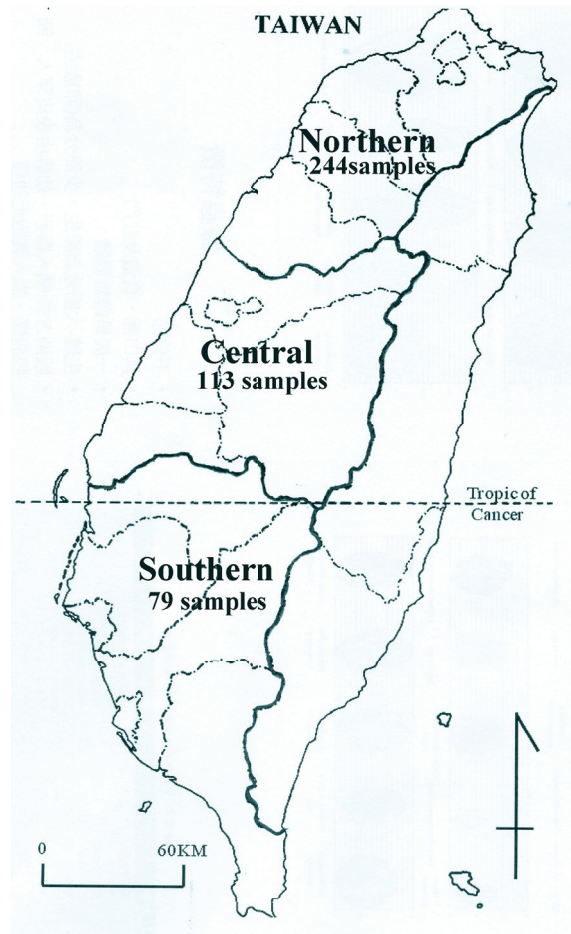 TAIWAN
Northern
244samples
Central
113 samples
Tropic of
Cancer
Southern
79 samples
0
60KM